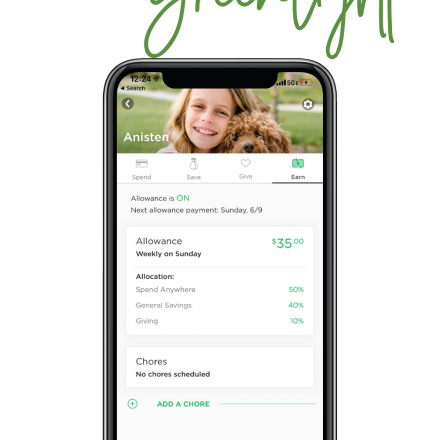 greenlight
12:24
5G
Search
Anisten
Spend Save Give Earn
Allowance is ON
Next allowance payment: Sunday, 6/9
Allowance $35.00
Weekly on Sunday
Allocation:
Spend Anywhere 50%
General Savings 40%
Giving 10%
Chores
No chores scheduled
ADD A CHORE